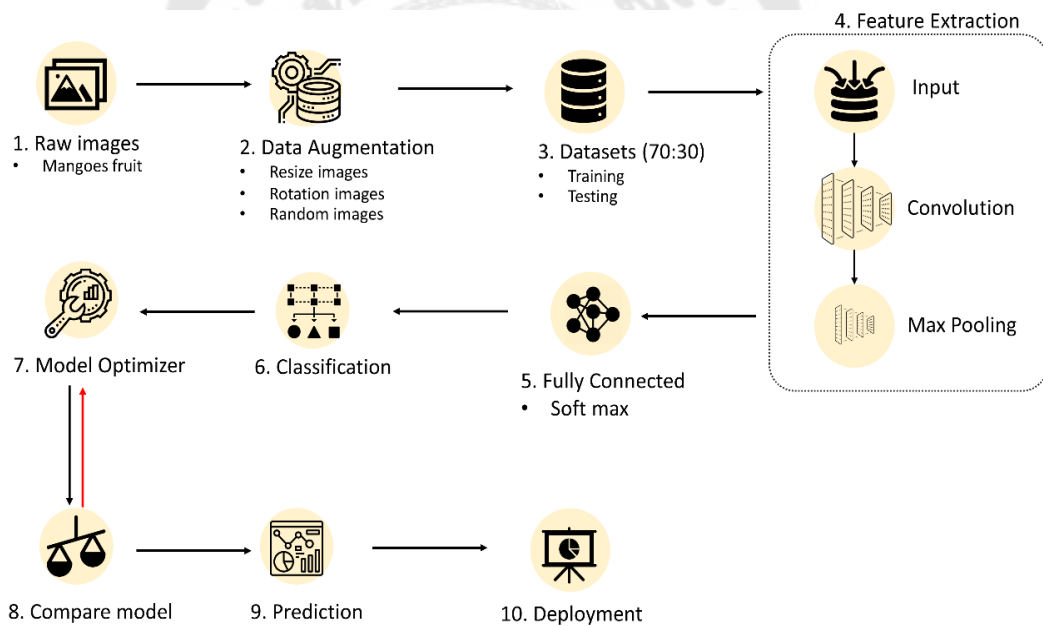 4. Feature Extraction
Input
Convolution
Max Pooling
1. Raw images
• Mangoes fruit
2. Data Augmentation
• Resize images
• Rotation images
• Random images
3. Datasets (70:30)
• Training
• Testing
5. Fully Connected
• Soft max
6. Classification
7. Model Optimizer
8. Compare model
9. Prediction
10. Deployment